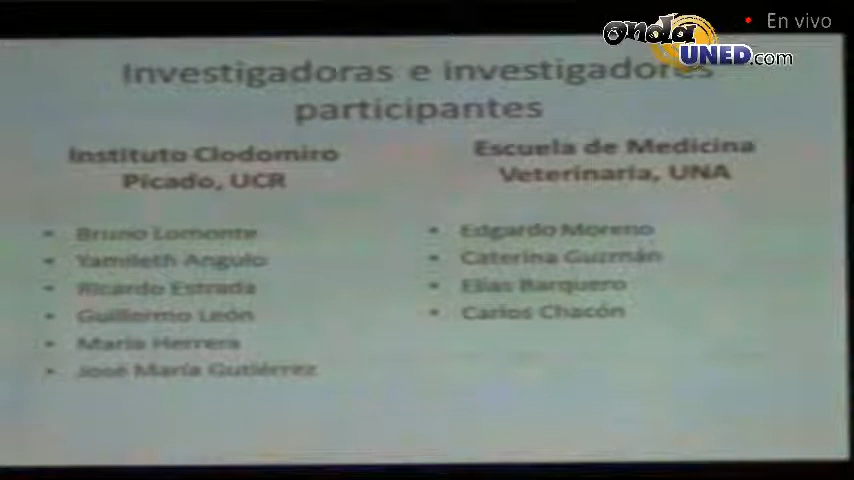 En vivo
onda
UNED.com
Investigadoras e investigadores
participantes
Instituto Clodomiro
Picado, UCR
• Bruno Lomonte
• Yamileth Angulo
• Ricardo Estrada
• Guillermo León
• María Herrera
• José María Gutiérrez
Escuela de Medicina
Veterinaria, UNA
• Edgardo Moreno
• Caterina Guzmán
• Elías Barquero
• Carlos Chacón